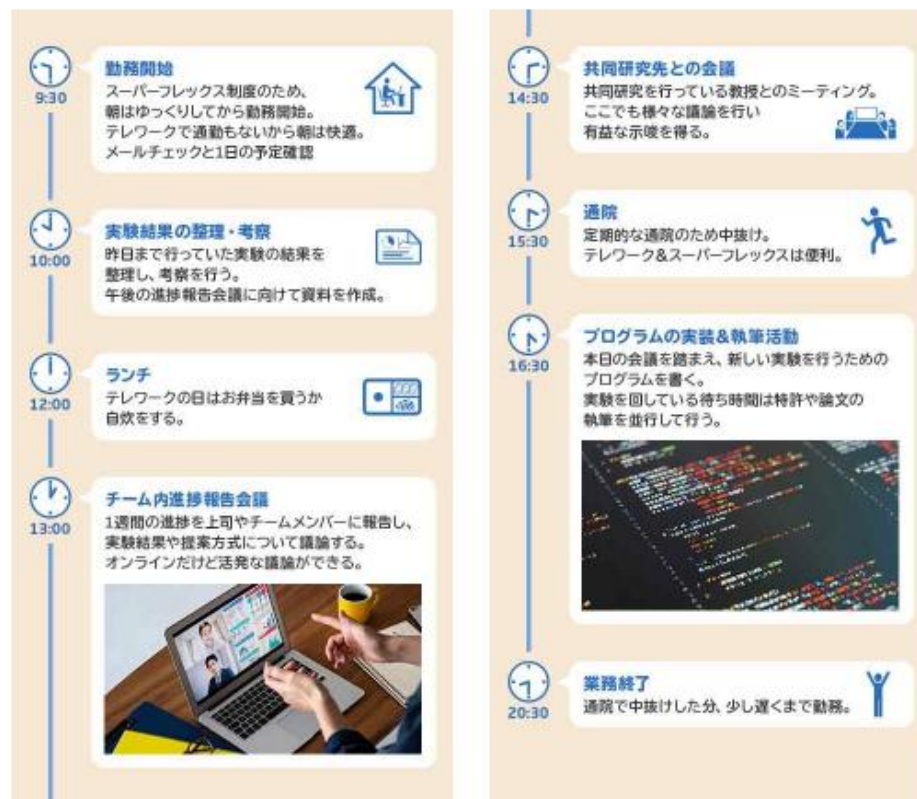 9:30
勤務開始
スーパーフレックス制度のため、
朝はゆっくりしてから勤務開始。
テレワークで通勤もないから朝は快適。
メールチェックと1日の予定確認
10:00
実験結果の整理・考察
昨日まで行っていた実験の結果を
整理し、考察を行う。
午後の進捗報告会議に向けて資料を作成。
12:00
ランチ
テレワークの日はお弁当を買うか
自炊をする。
13:00
チーム内進捗報告会議
1週間の進捗を上司やチームメンバーに報告し、
実験結果や提案方式について議論する。
オンラインだけど活発な議論ができる。
14:30
共同研究先との会議
共同研究を行っている教授とのミーティング。
ここでも様々な議論を行い
有益な示唆を得る。
15:30
通院
定期的な通院のため中抜け。
テレワーク&スーパーフレックスは便利。
16:30
プログラムの実装&執筆活動
本日の会議を踏まえ、新しい実験を行うための
プログラムを書く。
実験を回している待ち時間は特許や論文の
執筆を並行して行う。
20:30
業務終了
通院で中抜けした分、少し遅くまで勤務。